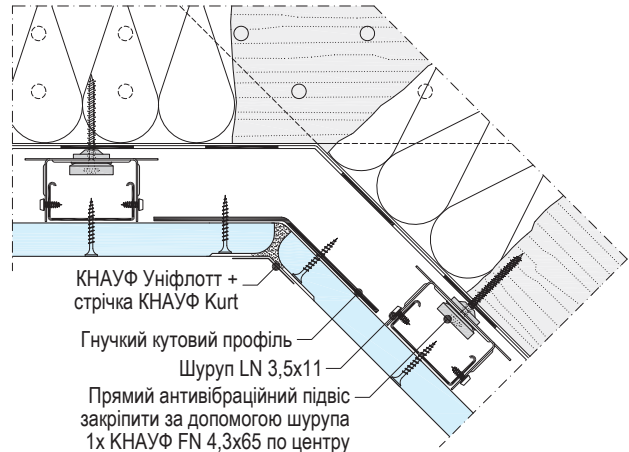 КНАУФ Уніфлотт +
стрічка КНАУФ Kurt
Гнучкий кутовий профіль
Шуруп LN 3,5x11
Прямий антивібраційний підвіс
закріпити за допомогою шурупа
1x КНАУФ FN 4,3x65 по центру